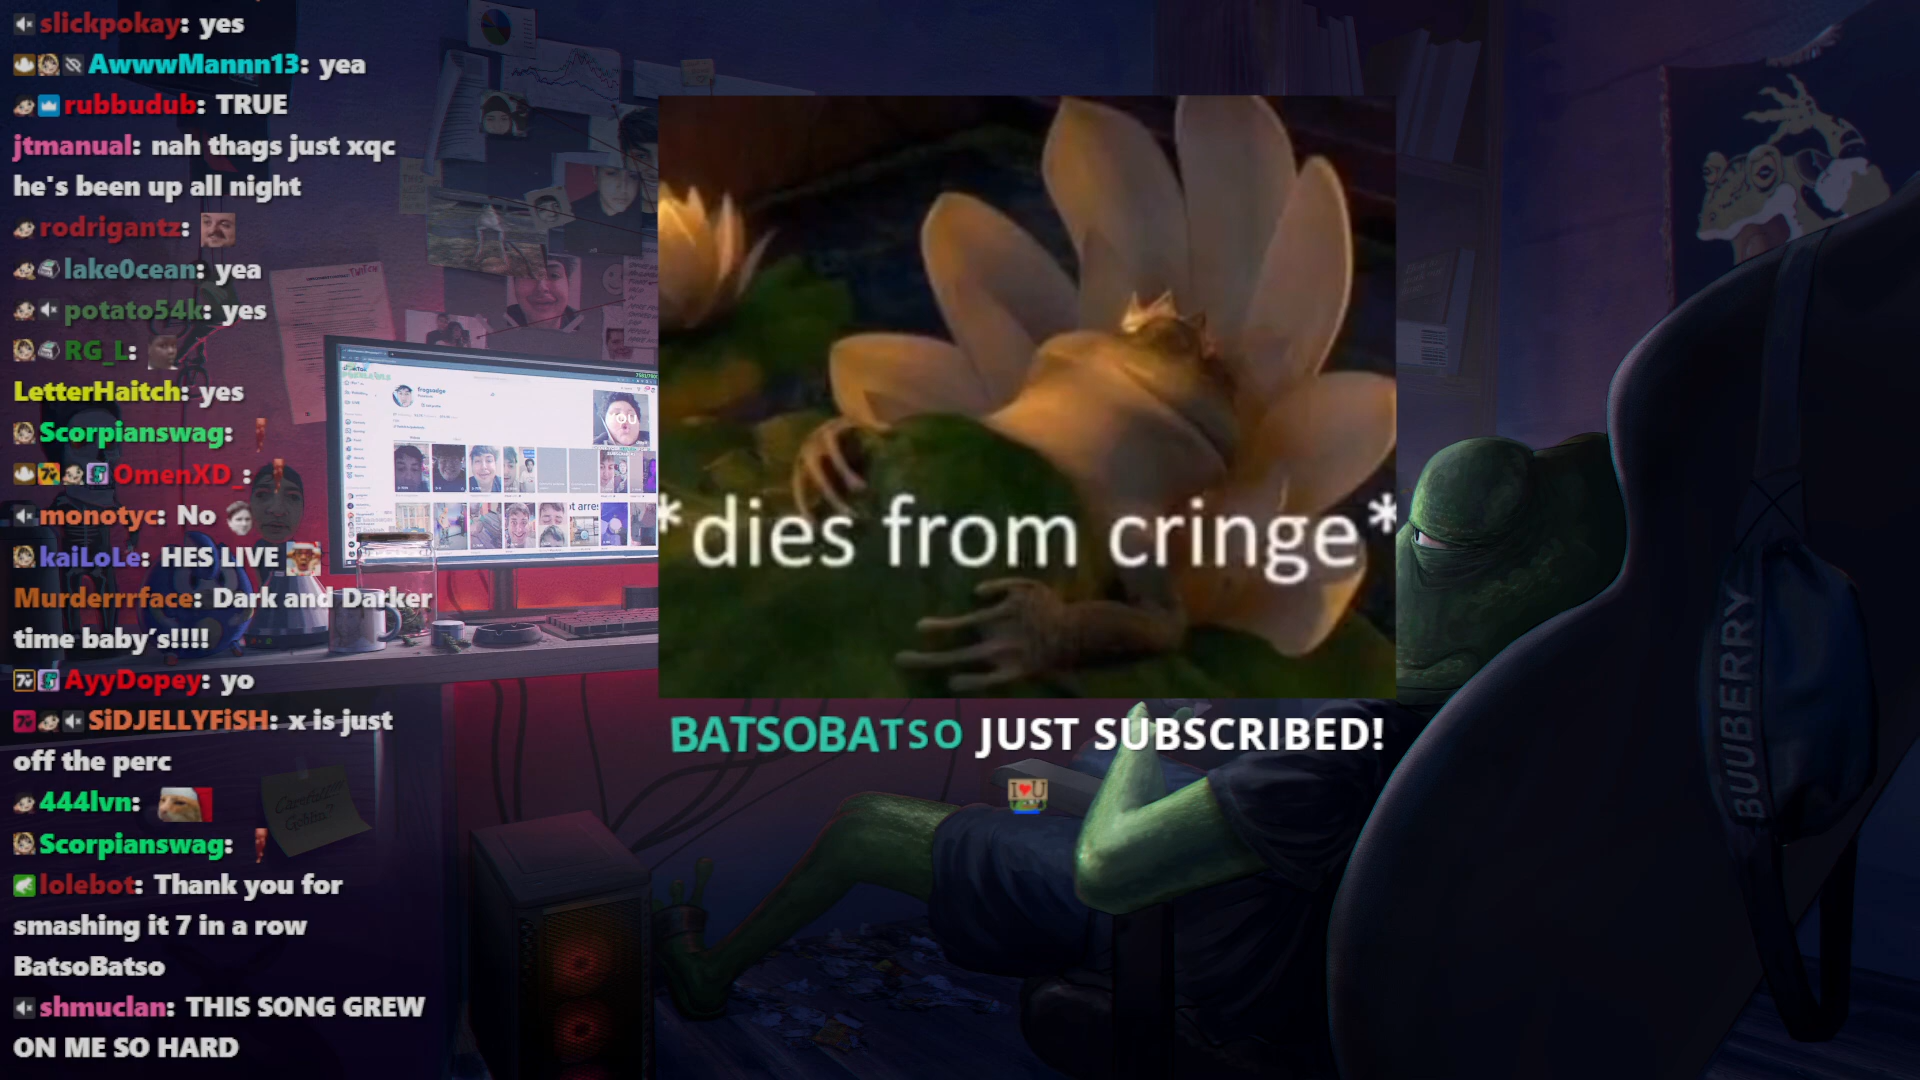 slickpokay: yes
AwwwMannn13: yea
rubbudub: TRUE
jtmanual: nah thags just xqc
he's been up all night
rodrigantz:
lake0cean: yea
potato54k: yes
RG_L:
LetterHaitch: yes
Scorpianswag:
OmenXD_:
monotyc: No
kaiLoLe: HES LIVE
Murderrrface: Dark and Darker
time baby's!!!!
AyyDopey: yo
SiDJELLYFiSH: x is just
off the perc
444lvn:
Scorpianswag:
lolebot: Thank you for
smashing it 7 in a row
BatsoBatso
shmuclan: THIS SONG GREW
ON ME SO HARD
*dies from cringe*
BATSOBATSO JUST SUBSCRIBED!
I♥U
YOU
BUUBERRY